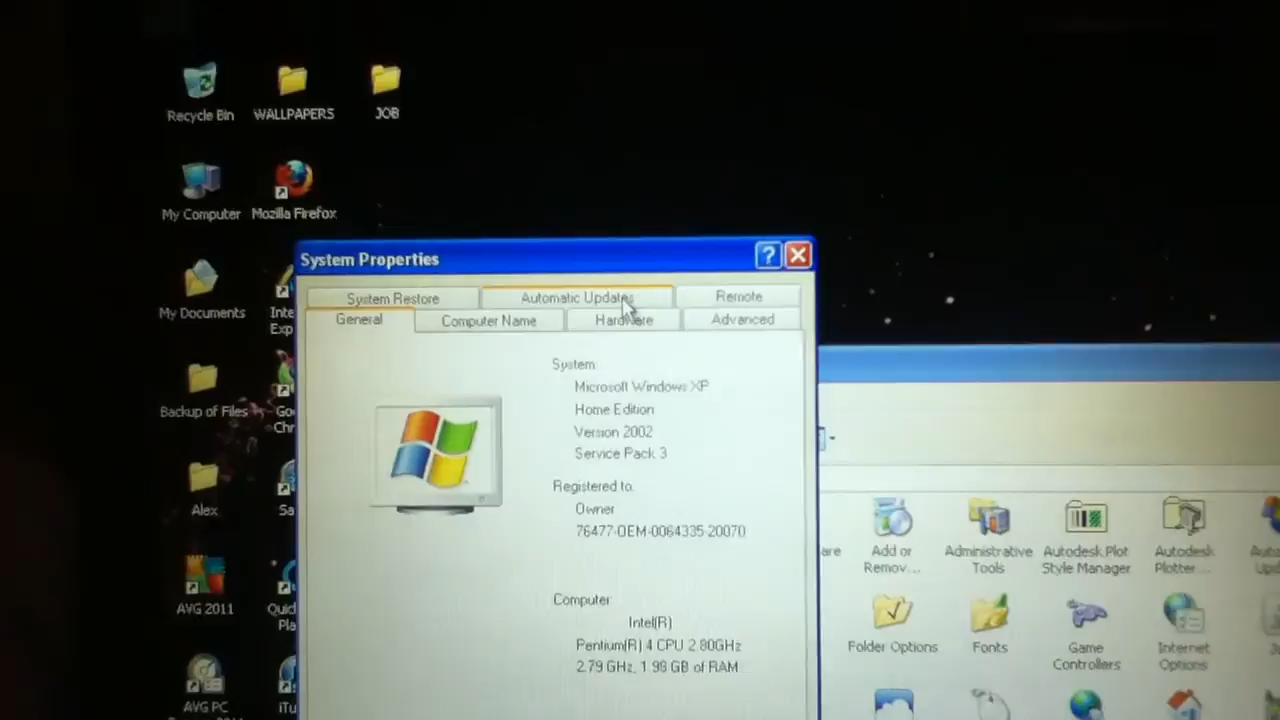 Recycle Bin
WALLPAPERS
JOB
My Computer
Mozilla Firefox
My Documents
Inte
Exp
Backup of Files
Goo
Chr
Alex
Sa
AVG 2011
Quic
Pla
AVG PC
iTu
System Properties
System Restore
Automatic Updates
Remote
General
Computer Name
Hardware
Advanced
System:
Microsoft Windows XP
Home Edition
Version 2002
Service Pack 3
Registered to:
Owner
76477-OEM-0064335-20070
Computer:
Intel(R)
Pentium(R) 4 CPU 2.80GHz
2.79 GHz, 1.98 GB of RAM
are
Add or
Remov...
Administrative
Tools
Autodesk Plot
Style Manager
Autodesk
Plotter ...
Folder Options
Fonts
Game
Controllers
Internet
Options